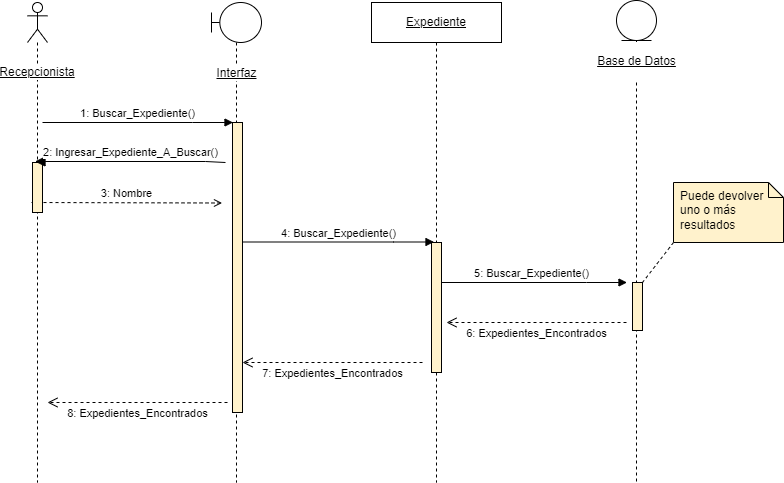 Recepcionista
Interfaz
Expediente
Base de Datos
1: Buscar_Expediente()
2: Ingresar_Expediente_A_Buscar()
3: Nombre
Puede devolver
uno o más
resultados
4: Buscar_Expediente()
5: Buscar_Expediente()
6: Expedientes_Encontrados
7: Expedientes_Encontrados
8: Expedientes_Encontrados